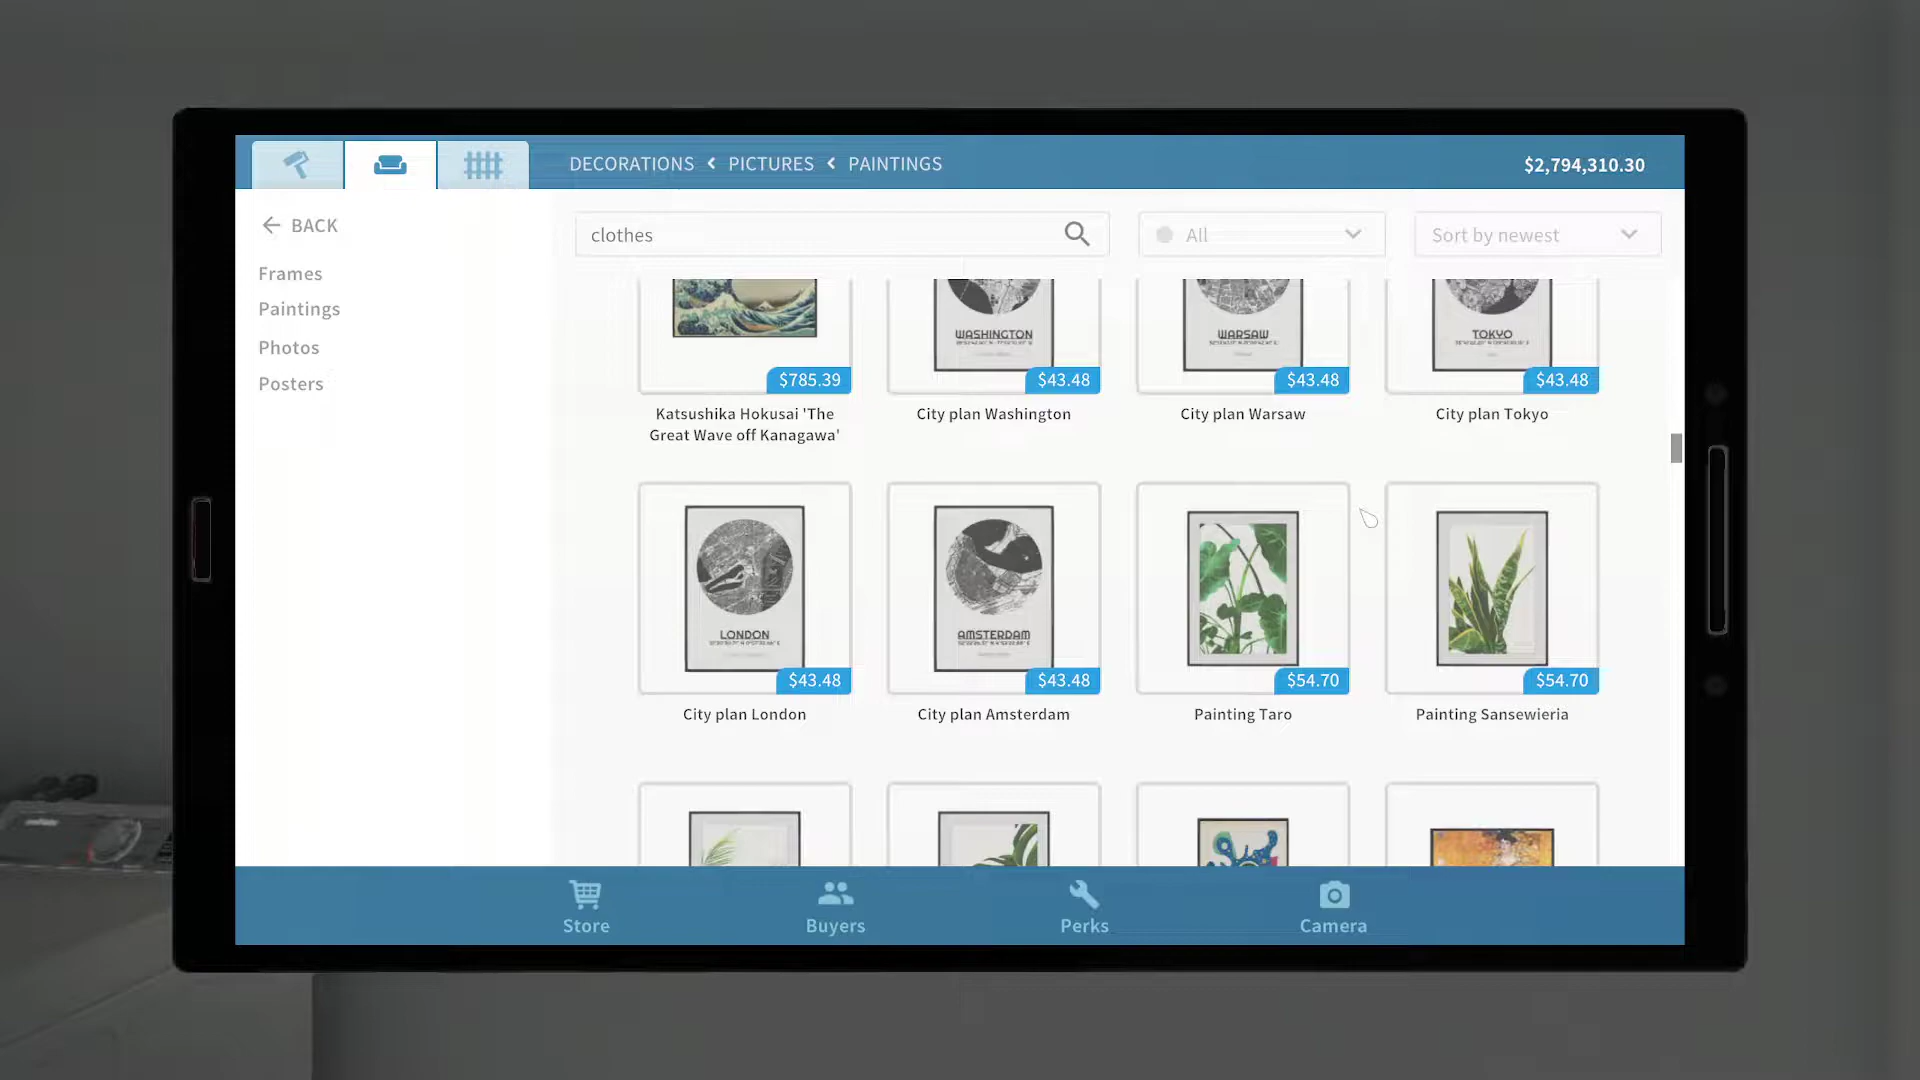 DECORATIONS < PICTURES < PAINTINGS
$2,794,310.30
BACK
clothes
All
Sort by newest
Frames
Paintings
Photos
Posters
WASHINGTON
WARSAW
TOKYO
$785.39
$43.48
$43.48
$43.48
Katsushika Hokusai 'The
Great Wave off Kanagawa'
City plan Washington
City plan Warsaw
City plan Tokyo
LONDON
AMSTERDAM
$43.48
$43.48
$54.70
$54.70
City plan London
City plan Amsterdam
Painting Taro
Painting Sansewieria
Store
Buyers
Perks
Camera